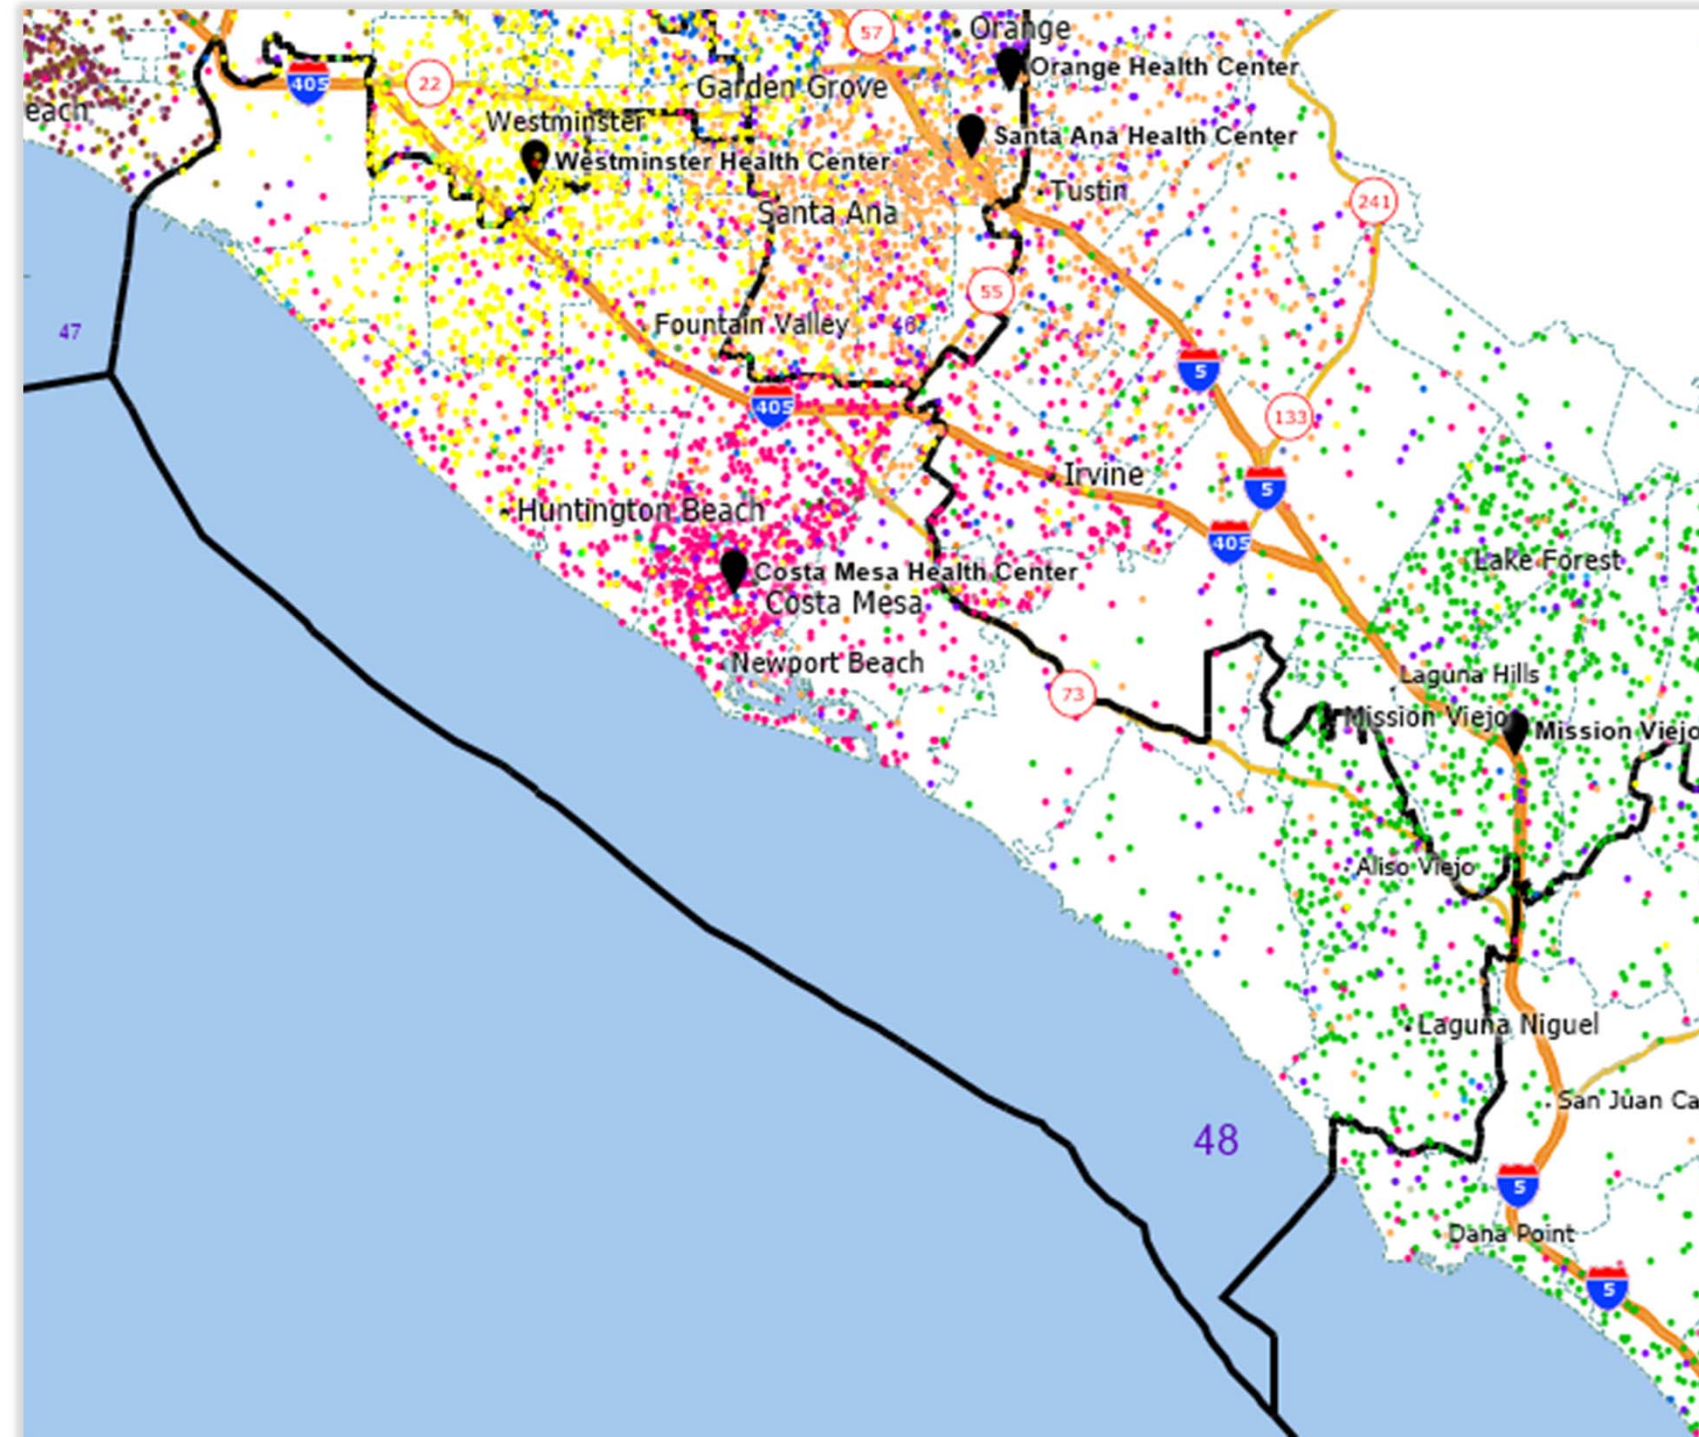 57
Orange
Orange Health Center
405
22
Garden Grove
each
Westminster
Santa Ana Health Center
Westminster Health Center
Tustin
241
Santa Ana
55
47
Fountain Valley
46
5
405
133
Irvine
5
Huntington Beach
405
Lake Forest
Costa Mesa Health Center
Costa Mesa
Newport Beach
Laguna Hills
73
Mission Viejo
Mission Viejo
Aliso Viejo
Laguna Niguel
San Juan Ca
48
5
Dana Point
5